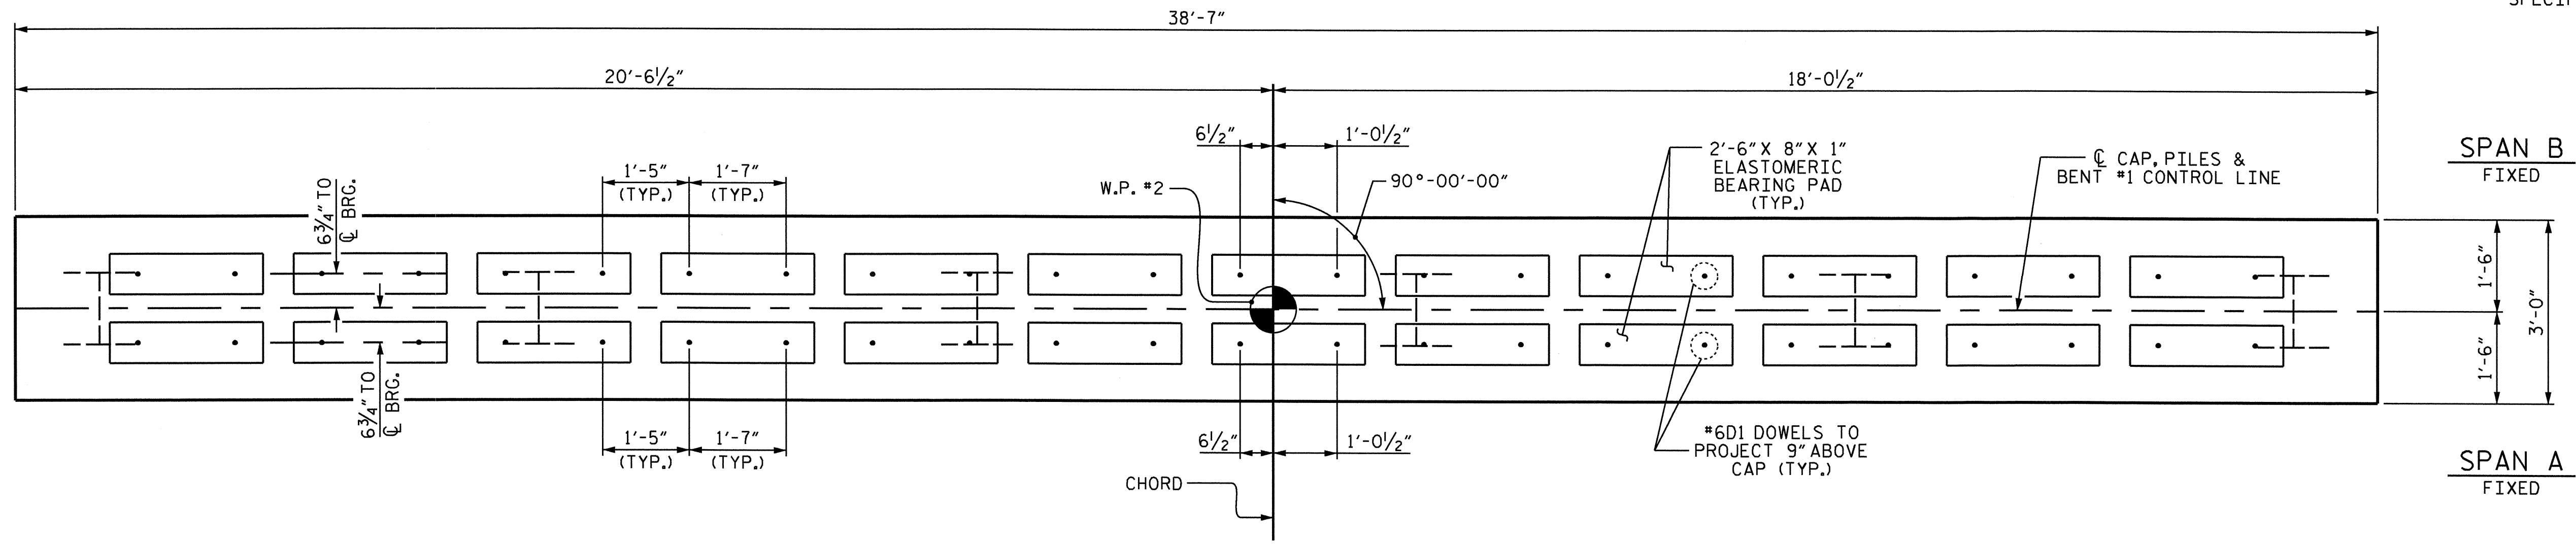 SPECIF
38'-7"
20'-6½"
18'-0½"
6½"
1'-0½"
2'-6" X 8" X 1"
ELASTOMERIC
BEARING PAD
(TYP.)
℄ CAP, PILES &
BENT #1 CONTROL LINE
SPAN B
FIXED
1'-5"
(TYP.)
1'-7"
(TYP.)
W.P. #2
90°-00'-00"
6¾" TO
℄ BRG.
1'-6"
3'-0"
1'-6"
6¾" TO
℄ BRG.
1'-5"
(TYP.)
1'-7"
(TYP.)
6½"
1'-0½"
#6D1 DOWELS TO
PROJECT 9" ABOVE
CAP (TYP.)
SPAN A
FIXED
CHORD